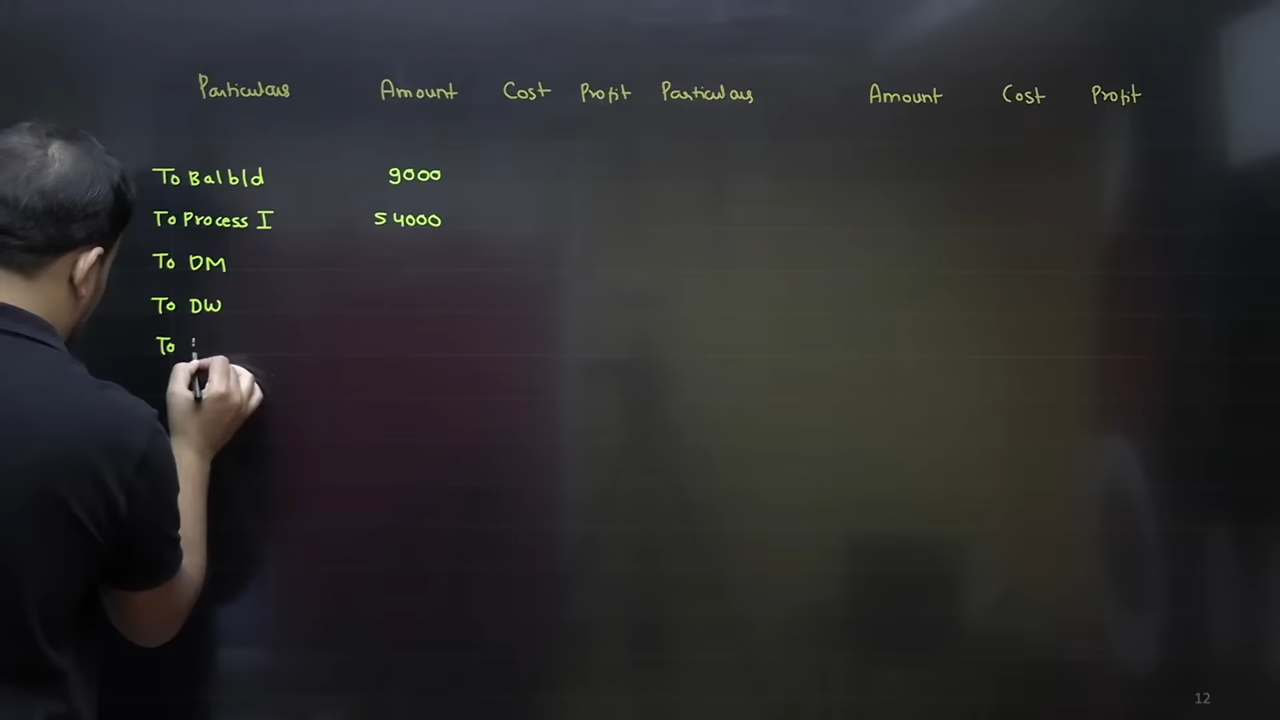 Particulars Amount Cost Profit Particulars Amount Cost Profit
To Balb/d 9000
To Process I 54000
To DM
To DW
To
12